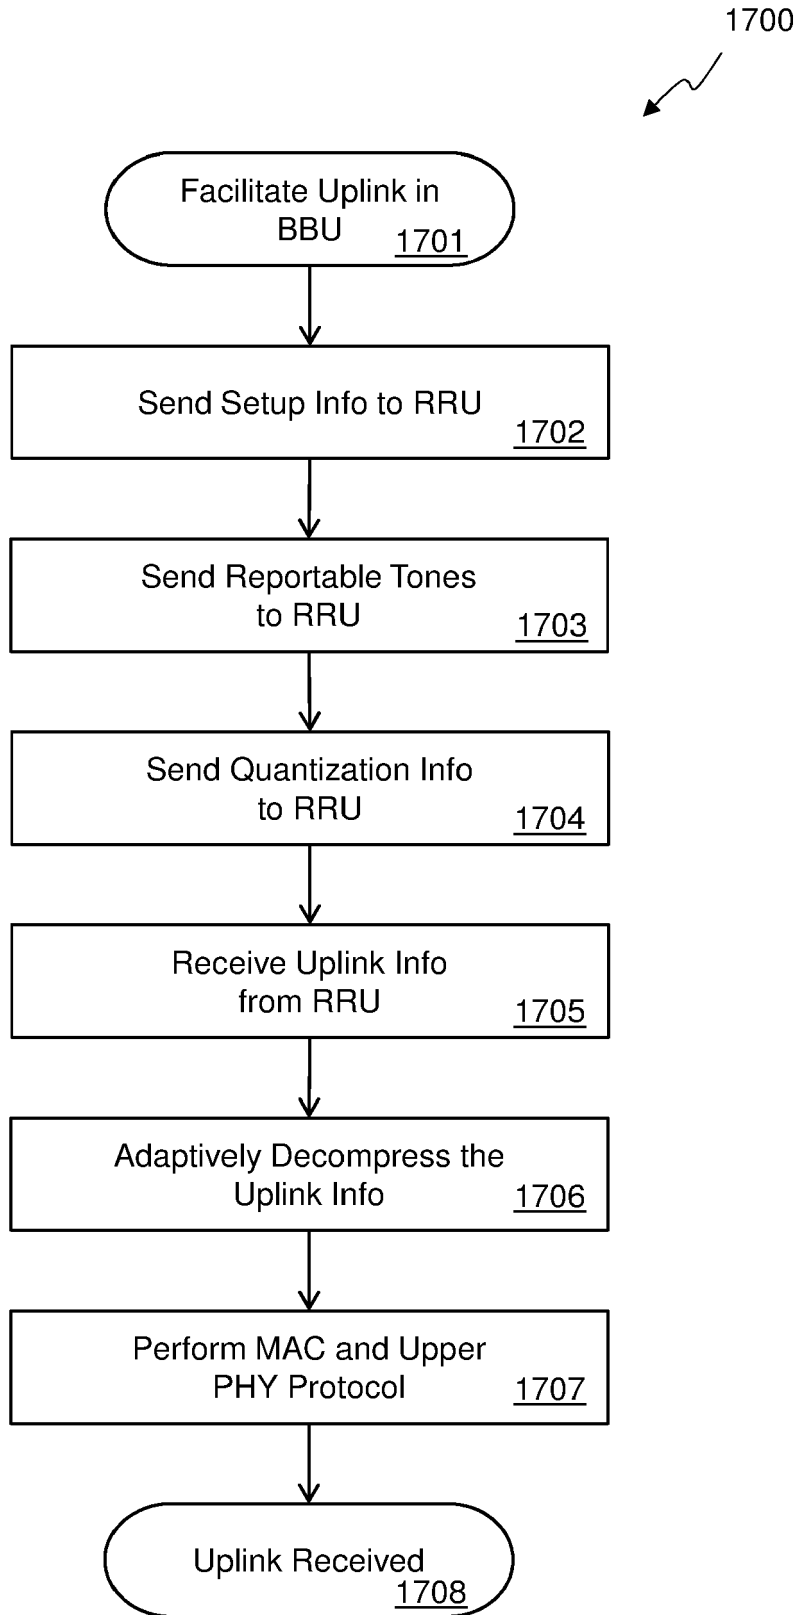 1700
Facilitate Uplink in
BBU
1701
Send Setup Info to RRU
1702
Send Reportable Tones
to RRU
1703
Send Quantization Info
to RRU
1704
Receive Uplink Info
from RRU
1705
Adaptively Decompress the
Uplink Info
1706
Perform MAC and Upper
PHY Protocol
1707
Uplink Received
1708